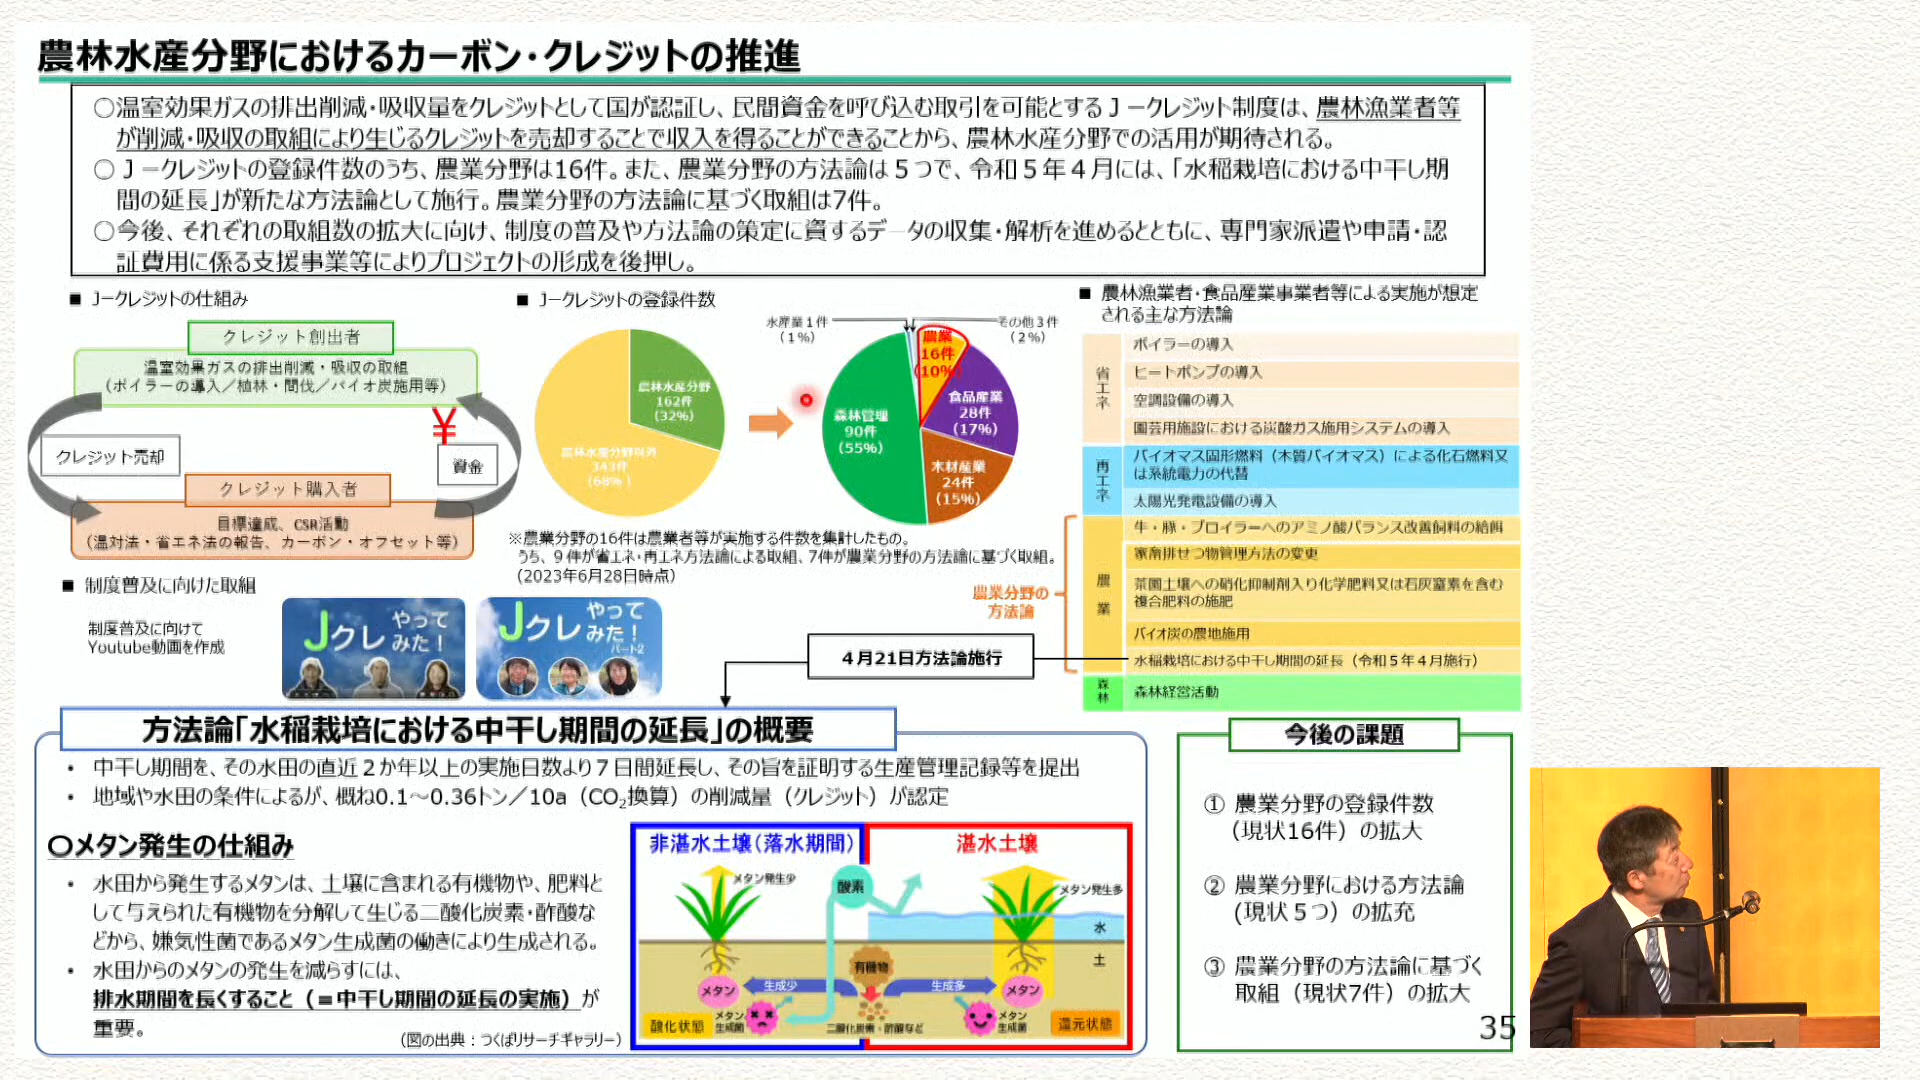 農林水産分野におけるカーボン・クレジットの推進
〇温室効果ガスの排出削減・吸収量をクレジットとして国が認証し、民間資金を呼び込む取引を可能とするＪ－クレジット制度は、農林漁業者等
が削減・吸収の取組により生じるクレジットを売却することで収入を得ることができることから、農林水産分野での活用が期待される。
〇Ｊ－クレジットの登録件数のうち、農業分野は16件。また、農業分野の方法論は５つで、令和５年４月には、「水稲栽培における中干し期
間の延長」が新たな方法論として施行。農業分野の方法論に基づく取組は7件。
〇今後、それぞれの取組数の拡大に向け、制度の普及や方法論の策定に資するデータの収集・解析を進めるとともに、専門家派遣や申請・認
証費用に係る支援事業等によりプロジェクトの形成を後押し。
■ J－クレジットの仕組み
クレジット創出者
温室効果ガスの排出削減・吸収の取組
（ボイラーの導入／植林・間伐／バイオ炭施用等）
¥
クレジット売却
資金
クレジット購入者
目標達成、CSR活動
（温対法・省エネ法の報告、カーボン・オフセット等）
■ J－クレジットの登録件数
農林水産分野
162件
（32%）
農林水産分野以外
343件
（68%）
水産業１件
（1%）
その他３件
（2%）
農業
16件
（10%）
食品産業
28件
（17%）
木材産業
24件
（15%）
森林管理
90件
（55%）
※農業分野の16件は農業者等が実施する件数を集計したもの。
うち、９件が省エネ・再エネ方法論による取組、7件が農業分野の方法論に基づく取組。
（2023年6月28日時点）
■ 農林漁業者・食品産業事業者等による実施が想定
される主な方法論
省エネ
ボイラーの導入
ヒートポンプの導入
空調設備の導入
園芸用施設における炭酸ガス施用システムの導入
再エネ
バイオマス固形燃料（木質バイオマス）による化石燃料又
は系統電力の代替
太陽光発電設備の導入
農業
牛・豚・ブロイラーへのアミノ酸バランス改善飼料の給餌
家畜排せつ物管理方法の変更
茶園土壌への硝化抑制剤入り化学肥料又は石灰窒素を含む
複合肥料の施肥
バイオ炭の農地施用
水稲栽培における中干し期間の延長（令和５年４月施行）
森林
森林経営活動
農業分野の
方法論
４月21日方法論施行
■ 制度普及に向けた取組
制度普及に向けて
Youtube動画を作成
Jクレ やって
みた！
Jクレ やって
みた！
パート2
方法論「水稲栽培における中干し期間の延長」の概要
・ 中干し期間を、その水田の直近２か年以上の実施日数より７日間延長し、その旨を証明する生産管理記録等を提出
・ 地域や水田の条件によるが、概ね0.1～0.36トン／10a（CO₂換算）の削減量（クレジット）が認定
〇メタン発生の仕組み
・ 水田から発生するメタンは、土壌に含まれる有機物や、肥料と
して与えられた有機物を分解して生じる二酸化炭素・酢酸な
どから、嫌気性菌であるメタン生成菌の働きにより生成される。
・ 水田からのメタンの発生を減らすには、
排水期間を長くすること（＝中干し期間の延長の実施）が
重要。
（図の出典：つくばリサーチギャラリー）
非湛水土壌（落水期間）
湛水土壌
メタン発生少
酸素
メタン発生多
水
土
有機物
メタン
生成少
生成多
メタン
酸化状態
メタン
生成菌
二酸化炭素・酢酸など
メタン
生成菌
還元状態
今後の課題
① 農業分野の登録件数
（現状16件）の拡大
② 農業分野における方法論
（現状５つ）の拡充
③ 農業分野の方法論に基づく
取組（現状7件）の拡大
35